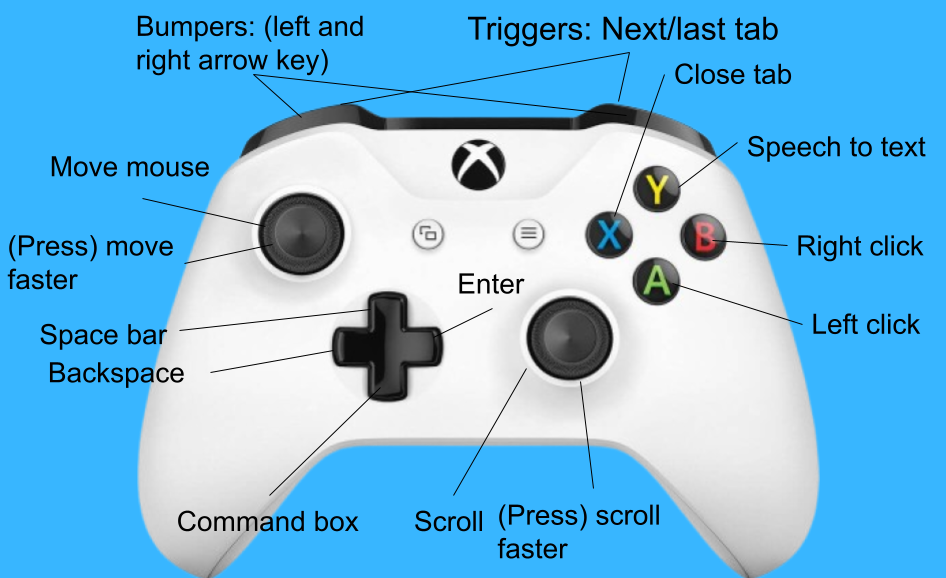 Bumpers: (left and
right arrow key)
Triggers: Next/last tab
Close tab
Speech to text
Move mouse
Y
X
B
A
(Press) move
faster
Right click
Enter
Left click
Space bar
Backspace
Command box
Scroll
(Press) scroll
faster